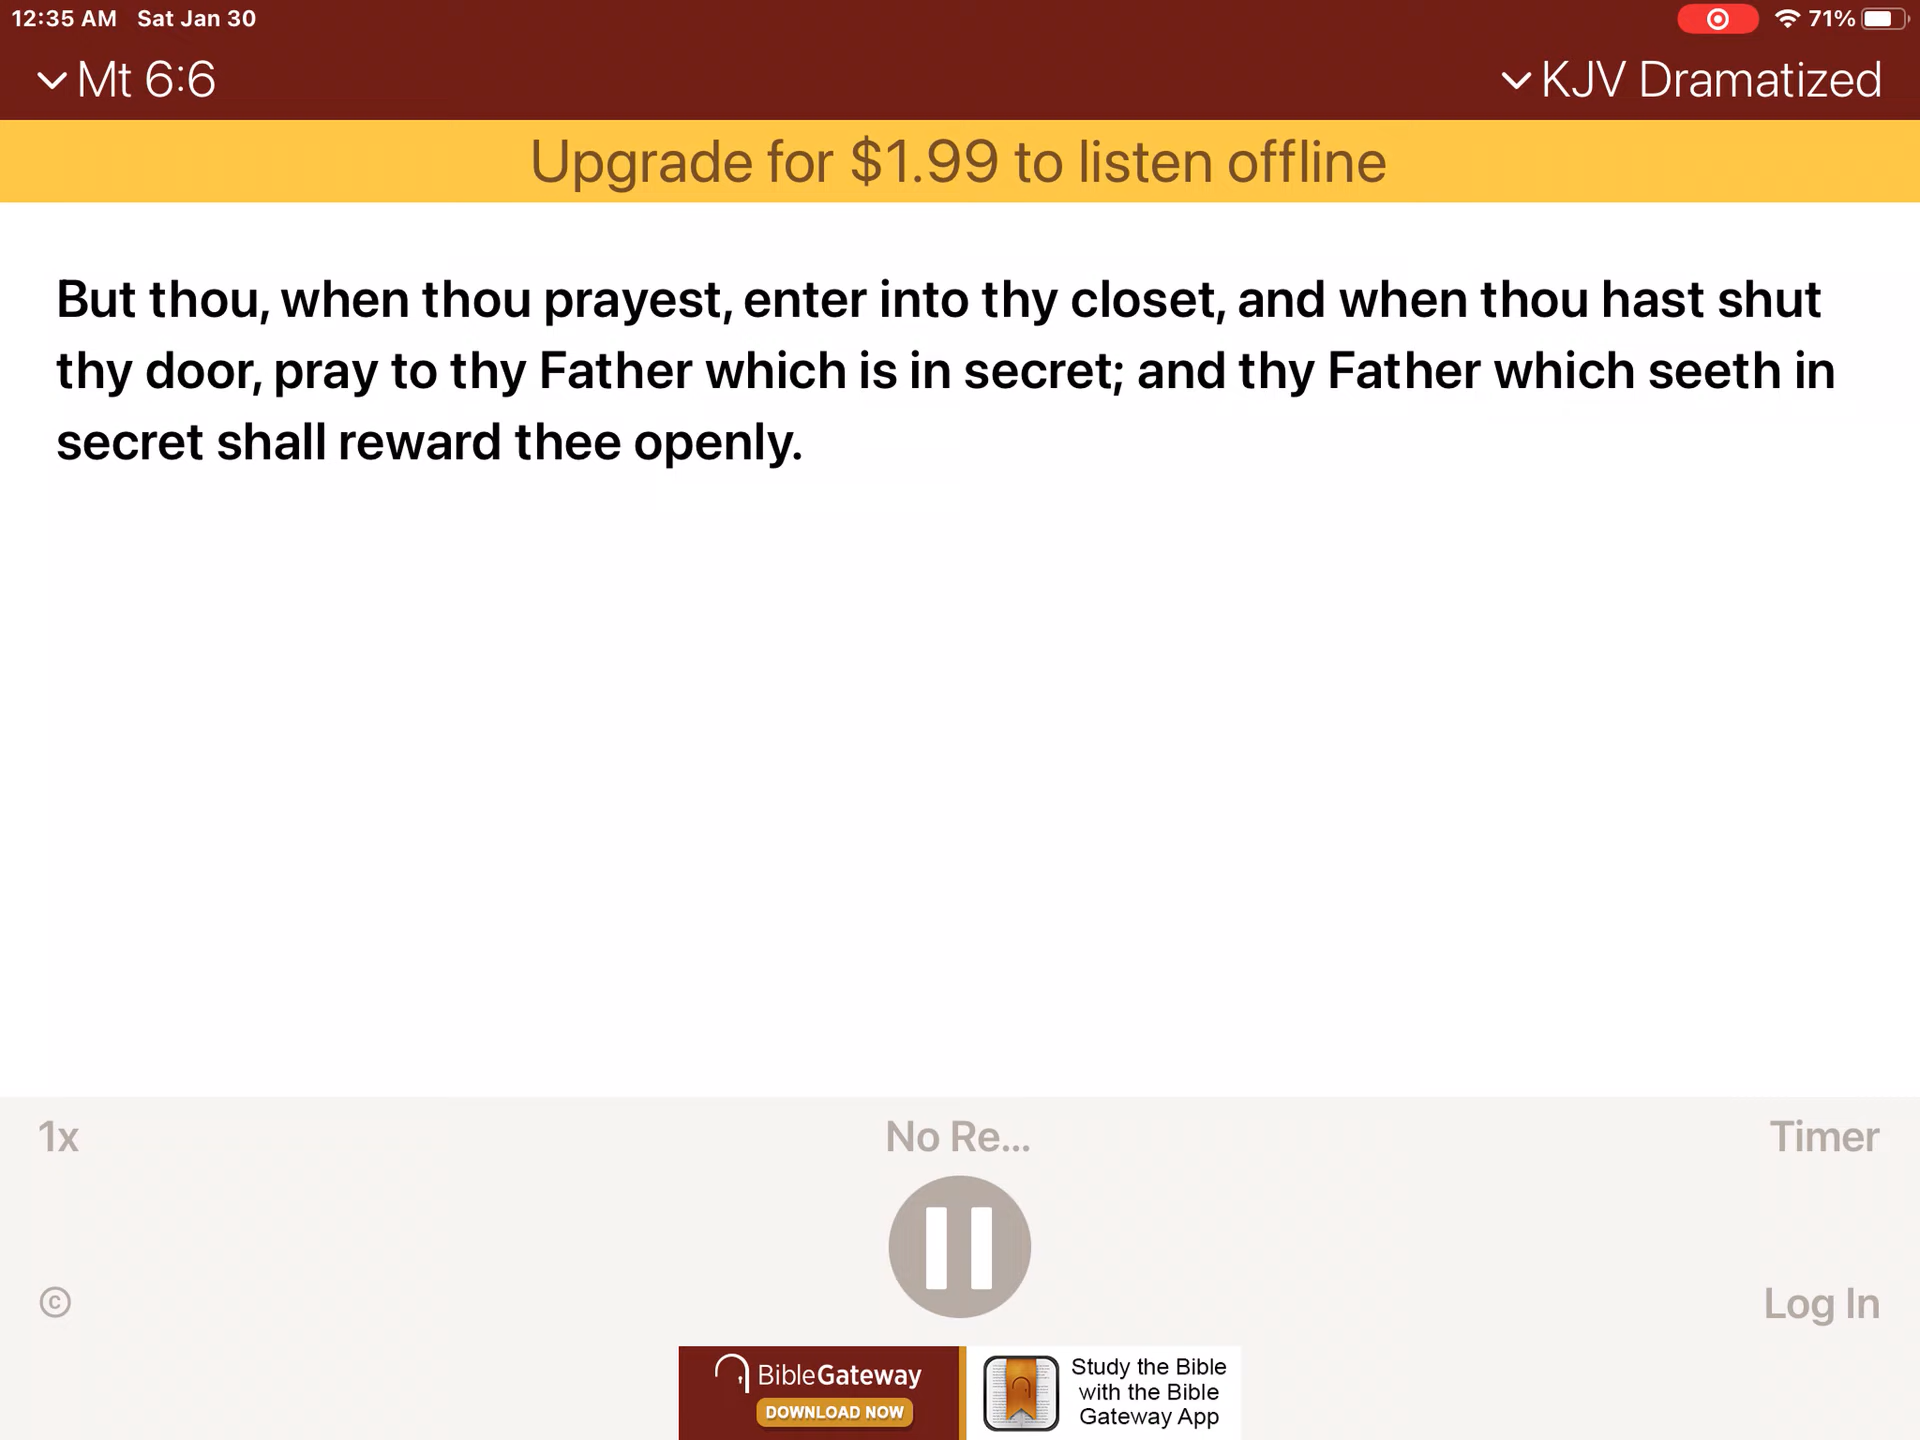 12:35 AM Sat Jan 30
71%
Mt 6:6
KJV Dramatized
Upgrade for $1.99 to listen offline
But thou, when thou prayest, enter into thy closet, and when thou hast shut
thy door, pray to thy Father which is in secret; and thy Father which seeth in
secret shall reward thee openly.
1x
No Re...
Timer
©
Log In
BibleGateway
DOWNLOAD NOW
Study the Bible
with the Bible
Gateway App